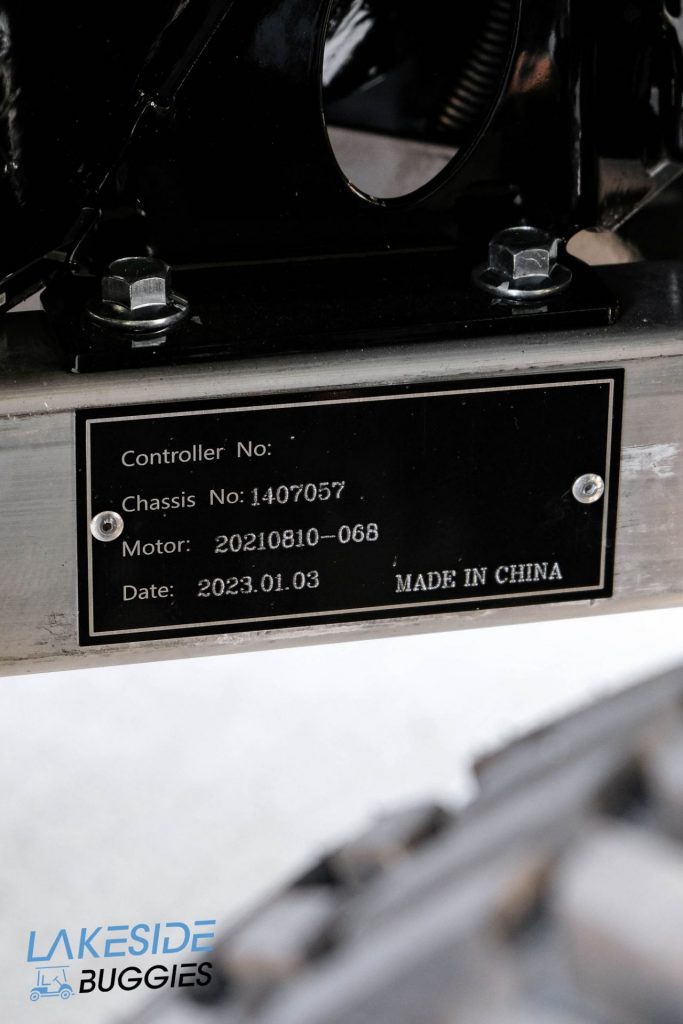 Controller No:
Chassis No: 1407057
Motor: 20210810-068
Date: 2023.01.03 MADE IN CHINA
LAKESIDE
BUGGIES